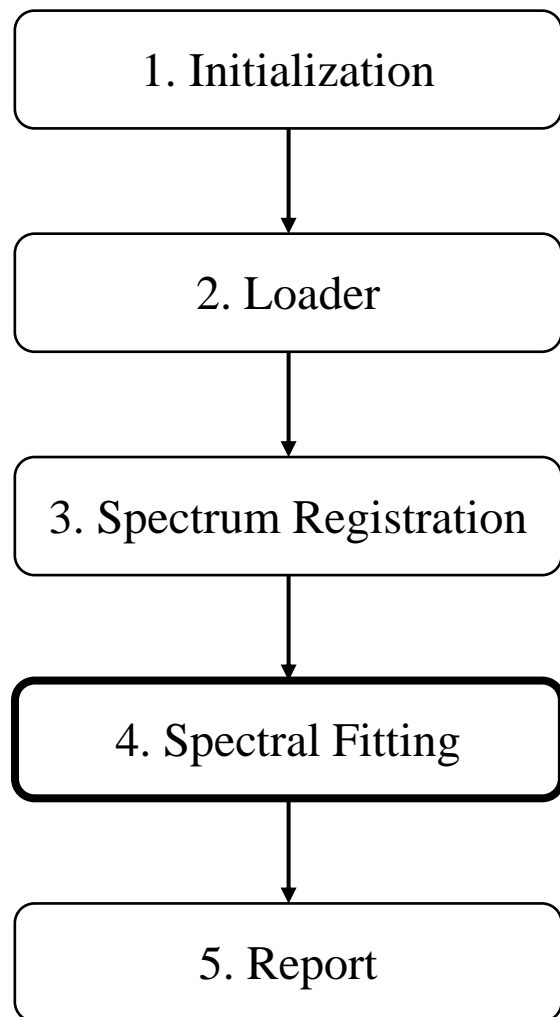 1. Initialization
2. Loader
3. Spectrum Registration
4. Spectral Fitting
5. Report